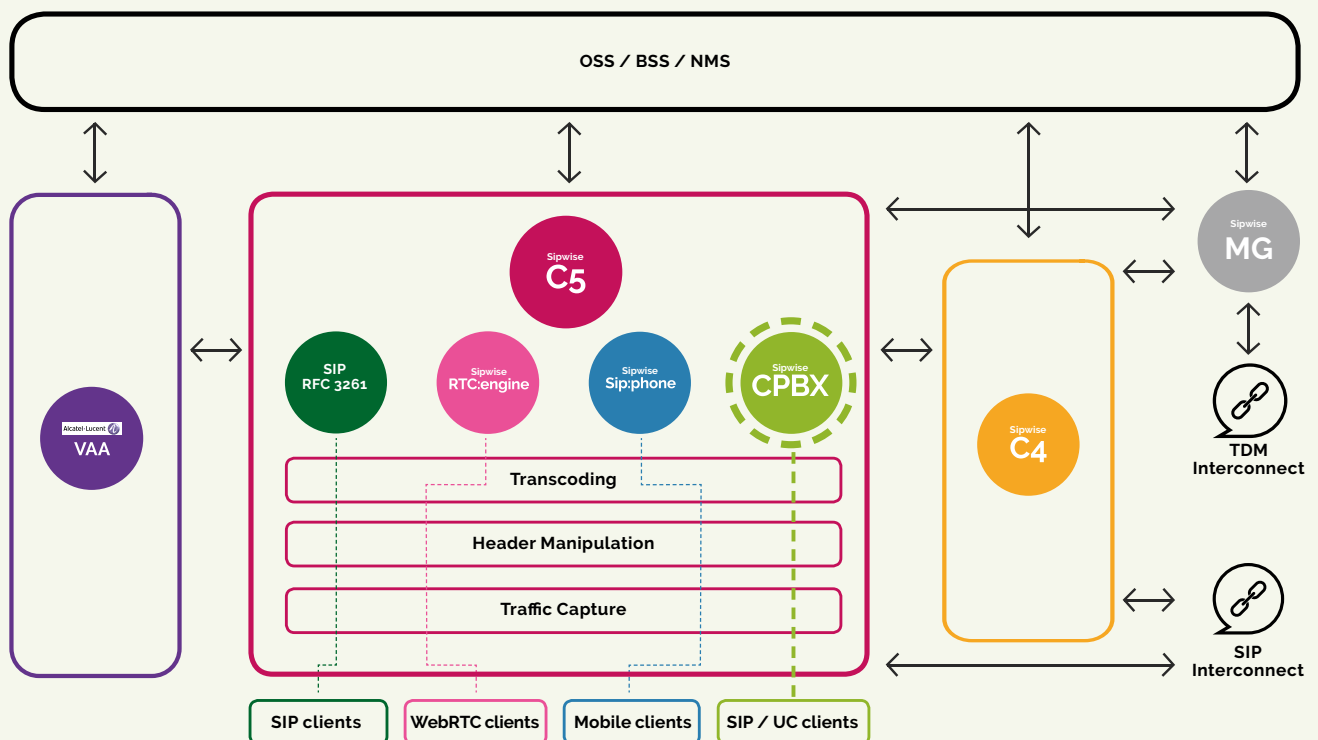 OSS / BSS / NMS
Sipwise
MG
Sipwise
C5
SIP
RFC 3261
Sipwise
RTC:engine
Sipwise
Sip:phone
Sipwise
CPBX
Alcatel·Lucent
VAA
Sipwise
C4
TDM
Interconnect
Transcoding
Header Manipulation
Traffic Capture
SIP
Interconnect
SIP clients
WebRTC clients
Mobile clients
SIP / UC clients